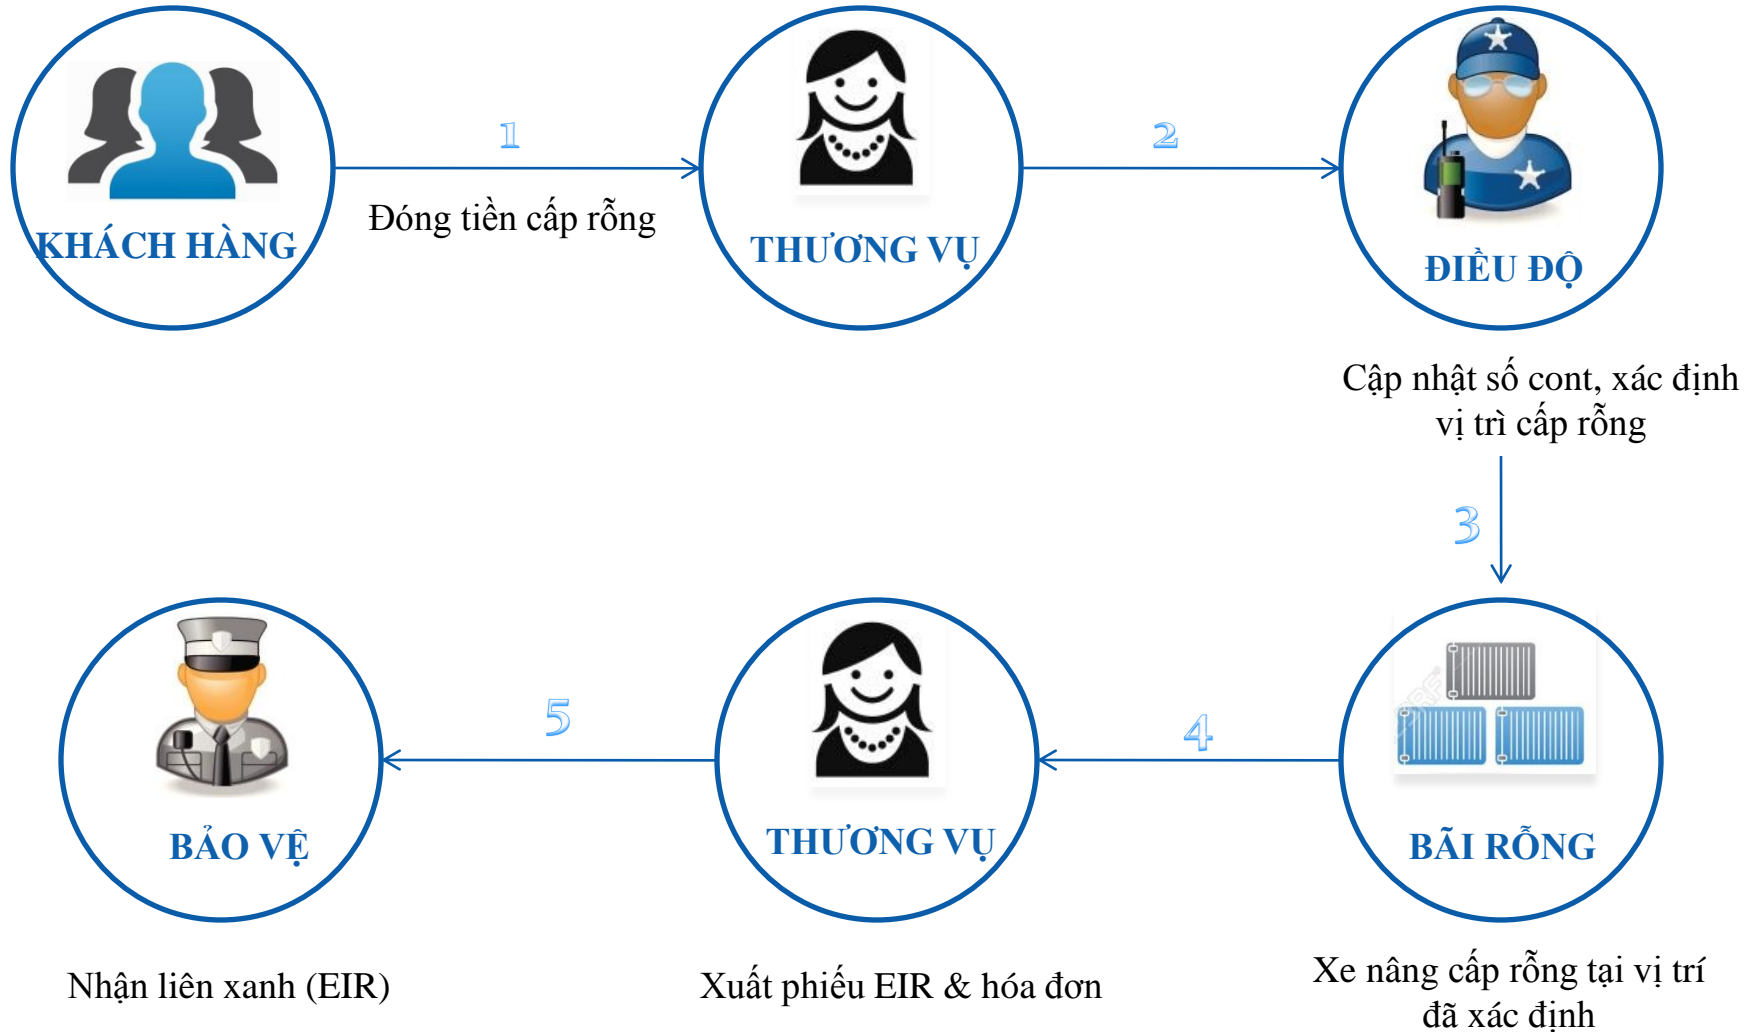 1
2
Đóng tiền cấp rỗng
KHÁCH HÀNG
THƯƠNG VỤ
ĐIỀU ĐỘ
Cập nhật số cont, xác định
vị trì cấp rỗng
3
5
4
BẢO VỆ
THƯƠNG VỤ
BÃI RỖNG
Nhận liên xanh (EIR)
Xuất phiếu EIR & hóa đơn
Xe nâng cấp rỗng tại vị trí
đã xác định